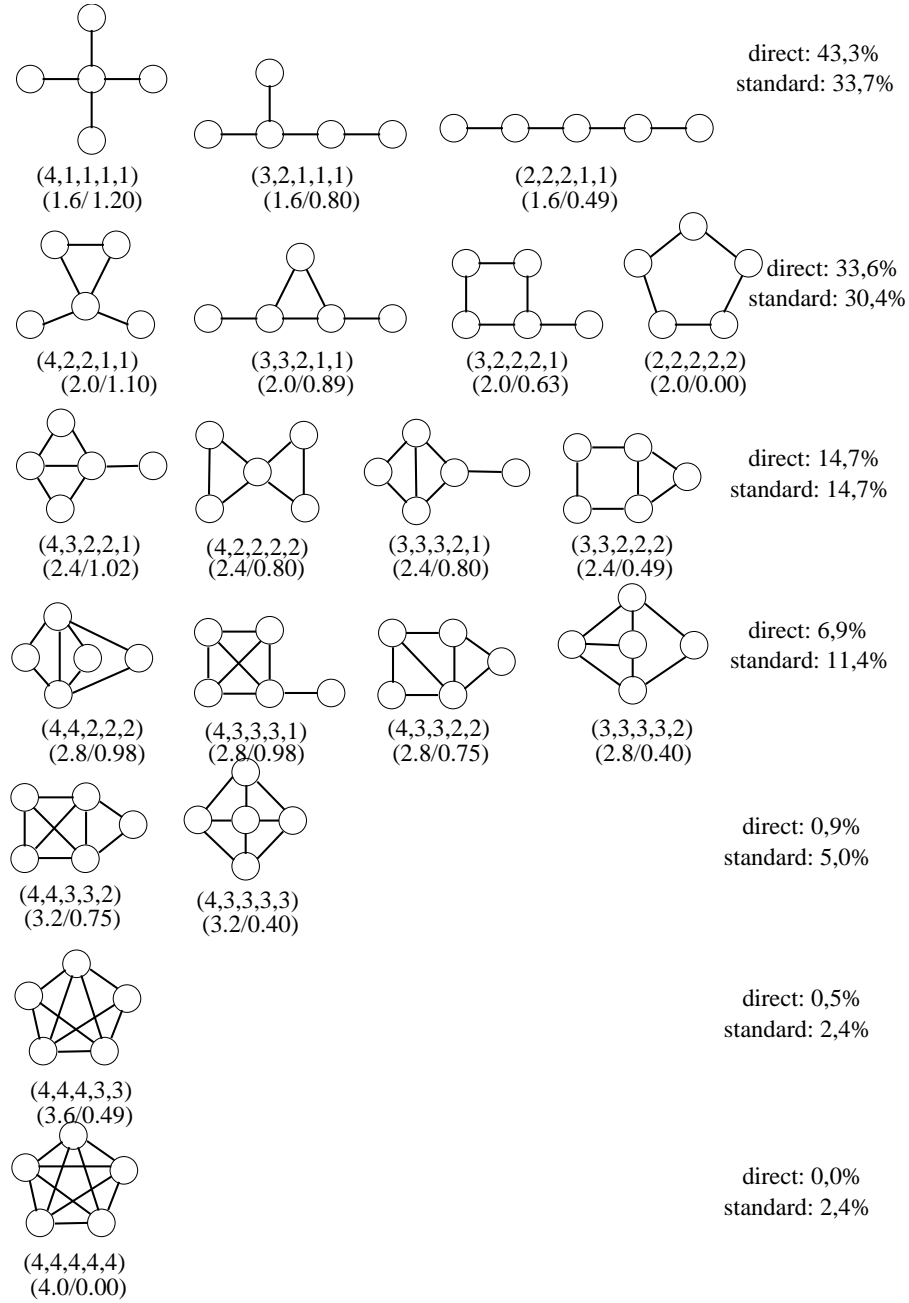 direct: 43,3%
standard: 33,7%
(4,1,1,1,1)
(1.6/ 1.20)
(3,2,1,1,1)
(1.6/0.80)
(2,2,2,1,1)
(1.6/0.49)
direct: 33,6%
standard: 30,4%
(4,2,2,1,1)
(2.0/1.10)
(3,3,2,1,1)
(2.0/0.89)
(3,2,2,2,1)
(2.0/0.63)
(2,2,2,2,2)
(2.0/0.00)
direct: 14,7%
standard: 14,7%
(4,3,2,2,1)
(2.4/1.02)
(4,2,2,2,2)
(2.4/0.80)
(3,3,3,2,1)
(2.4/0.80)
(3,3,2,2,2)
(2.4/0.49)
direct: 6,9%
standard: 11,4%
(4,4,2,2,2)
(2.8/0.98)
(4,3,3,3,1)
(2.8/0.98)
(4,3,3,2,2)
(2.8/0.75)
(3,3,3,3,2)
(2.8/0.40)
direct: 0,9%
standard: 5,0%
(4,4,3,3,2)
(3.2/0.75)
(4,3,3,3,3)
(3.2/0.40)
direct: 0,5%
standard: 2,4%
(4,4,4,3,3)
(3.6/0.49)
direct: 0,0%
standard: 2,4%
(4,4,4,4,4)
(4.0/0.00)